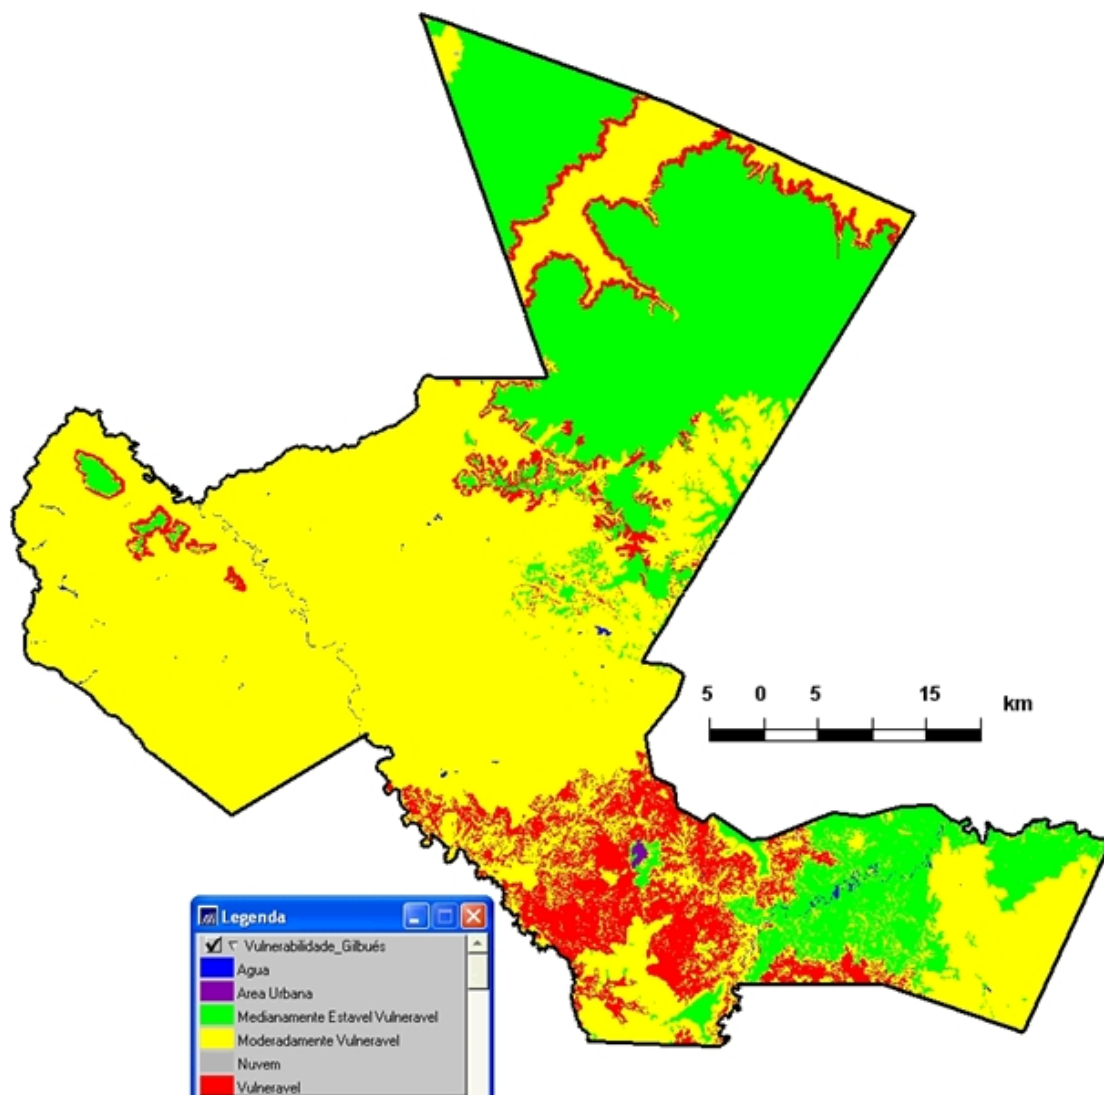 5 0 5 15 km
Legenda
Vulnerabilidade_Gilbués
Agua
Area Urbana
Medianamente Estavel Vulneravel
Moderadamente Vulneravel
Nuvem
Vulneravel